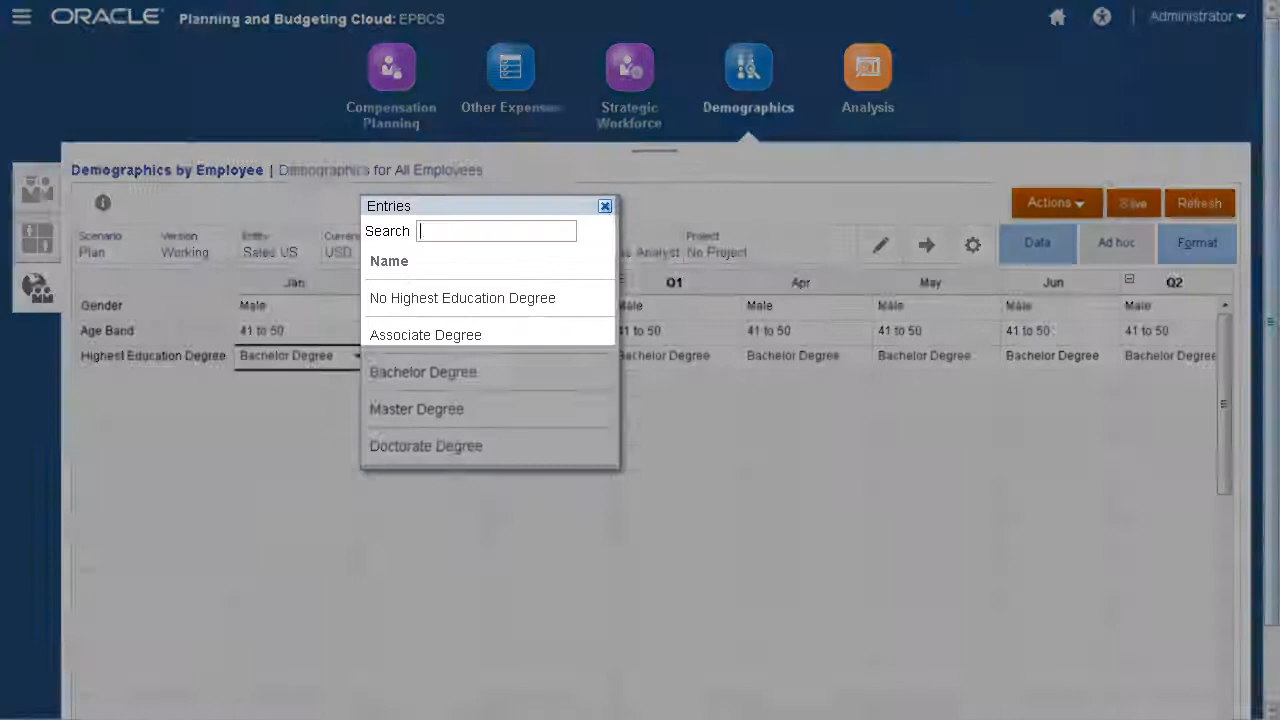 ORACLE Planning and Budgeting Cloud: EPBCS Administrator
Compensation Planning
Other Expenses
Strategic Workforce
Demographics
Analysis
Demographics by Employee | Demographics for All Employees
Actions Save Refresh
Scenario Version Entity Project
Plan Working Sales US USD Analyst No Project
Data Ad hoc Format
Entries
Search
Name
No Highest Education Degree
Associate Degree
Bachelor Degree
Master Degree
Doctorate Degree
Jan Q1 Apr May Jun Q2
Gender Male Male Male Male Male Male
Age Band 41 to 50 41 to 50 41 to 50 41 to 50 41 to 50 41 to 50
Highest Education Degree Bachelor Degree Bachelor Degree Bachelor Degree Bachelor Degree Bachelor Degree Bachelor Degree